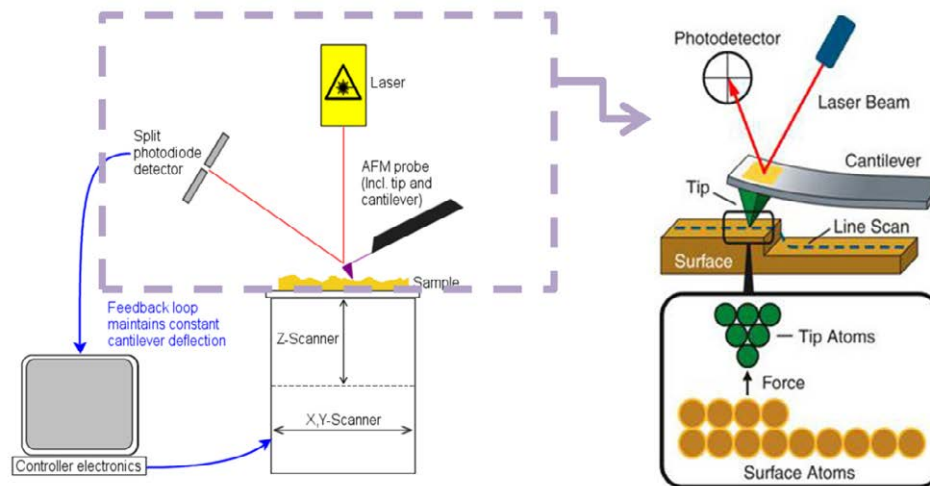 Laser
Split
photodiode
detector
AFM probe
(Incl. tip and
cantilever)
Sample
Feedback loop
maintains constant
cantilever deflection
Z-Scanner
X,Y-Scanner
Controller electronics
Photodetector
Laser Beam
Cantilever
Tip
Line Scan
Surface
Tip Atoms
Force
Surface Atoms